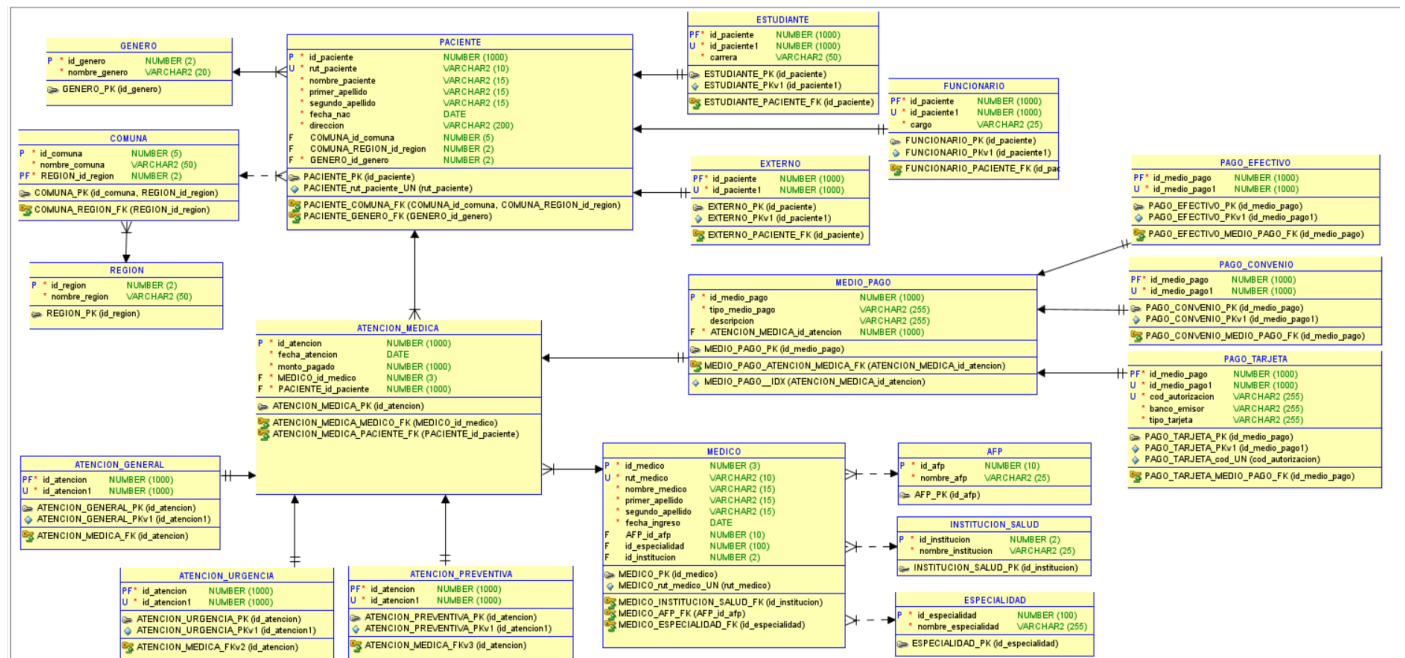 GENERO
P * id_genero NUMBER (2)
* nombre_genero VARCHAR2 (20)
GENERO_PK (id_genero)
PACIENTE
P * id_paciente NUMBER (1000)
U * rut_paciente VARCHAR2 (10)
* nombre_paciente VARCHAR2 (15)
* primer_apellido VARCHAR2 (15)
* segundo_apellido VARCHAR2 (15)
* fecha_nac DATE
* direccion VARCHAR2 (200)
F COMUNA_id_comuna NUMBER (5)
F COMUNA_REGION_id_region NUMBER (2)
F * GENERO_id_genero NUMBER (2)
PACIENTE_PK (id_paciente)
PACIENTE_rut_paciente_UN (rut_paciente)
PACIENTE_COMUNA_FK (COMUNA_id_comuna, COMUNA_REGION_id_region)
PACIENTE_GENERO_FK (GENERO_id_genero)
ESTUDIANTE
PF* id_paciente NUMBER (1000)
U * id_paciente1 NUMBER (1000)
* carrera VARCHAR2 (50)
ESTUDIANTE_PK (id_paciente)
ESTUDIANTE_PKv1 (id_paciente1)
ESTUDIANTE_PACIENTE_FK (id_paciente)
FUNCIONARIO
PF* id_paciente NUMBER (1000)
U * id_paciente1 NUMBER (1000)
* cargo VARCHAR2 (25)
FUNCIONARIO_PK (id_paciente)
FUNCIONARIO_PKv1 (id_paciente1)
FUNCIONARIO_PACIENTE_FK (id_pac
COMUNA
P * id_comuna NUMBER (5)
* nombre_comuna VARCHAR2 (50)
PF* REGION_id_region NUMBER (2)
COMUNA_PK (id_comuna, REGION_id_region)
COMUNA_REGION_FK (REGION_id_region)
EXTERNO
PF* id_paciente NUMBER (1000)
U * id_paciente1 NUMBER (1000)
EXTERNO_PK (id_paciente)
EXTERNO_PKv1 (id_paciente1)
EXTERNO_PACIENTE_FK (id_paciente)
PAGO_EFECTIVO
PF* id_medio_pago NUMBER (1000)
U * id_medio_pago1 NUMBER (1000)
PAGO_EFECTIVO_PK (id_medio_pago)
PAGO_EFECTIVO_PKv1 (id_medio_pago1)
PAGO_EFECTIVO_MEDIO_PAGO_FK (id_medio_pago)
REGION
P * id_region NUMBER (2)
* nombre_region VARCHAR2 (50)
REGION_PK (id_region)
PAGO_CONVENIO
PF* id_medio_pago NUMBER (1000)
U * id_medio_pago1 NUMBER (1000)
PAGO_CONVENIO_PK (id_medio_pago)
PAGO_CONVENIO_PKv1 (id_medio_pago1)
PAGO_CONVENIO_MEDIO_PAGO_FK (id_medio_pago)
MEDIO_PAGO
P * id_medio_pago NUMBER (1000)
* tipo_medio_pago VARCHAR2 (255)
descripcion VARCHAR2 (255)
F * ATENCION_MEDICA_id_atencion NUMBER (1000)
MEDIO_PAGO_PK (id_medio_pago)
MEDIO_PAGO_ATENCION_MEDICA_FK (ATENCION_MEDICA_id_atencion)
MEDIO_PAGO__IDX (ATENCION_MEDICA_id_atencion)
ATENCION_MEDICA
P * id_atencion NUMBER (1000)
* fecha_atencion DATE
* monto_pagado NUMBER (1000)
F * MEDICO_id_medico NUMBER (3)
F * PACIENTE_id_paciente NUMBER (1000)
ATENCION_MEDICA_PK (id_atencion)
ATENCION_MEDICA_MEDICO_FK (MEDICO_id_medico)
ATENCION_MEDICA_PACIENTE_FK (PACIENTE_id_paciente)
PAGO_TARJETA
PF* id_medio_pago NUMBER (1000)
U * id_medio_pago1 NUMBER (1000)
U * cod_autorizacion VARCHAR2 (255)
* banco_emisor VARCHAR2 (255)
* tipo_tarjeta VARCHAR2 (255)
PAGO_TARJETA_PK (id_medio_pago)
PAGO_TARJETA_PKv1 (id_medio_pago1)
PAGO_TARJETA_cod_UN (cod_autorizacion)
PAGO_TARJETA_MEDIO_PAGO_FK (id_medio_pago)
ATENCION_GENERAL
PF* id_atencion NUMBER (1000)
U * id_atencion1 NUMBER (1000)
ATENCION_GENERAL_PK (id_atencion)
ATENCION_GENERAL_PKv1 (id_atencion1)
ATENCION_MEDICA_FK (id_atencion)
MEDICO
P * id_medico NUMBER (3)
U * rut_medico VARCHAR2 (10)
* nombre_medico VARCHAR2 (15)
* primer_apellido VARCHAR2 (15)
* segundo_apellido VARCHAR2 (15)
* fecha_ingreso DATE
F AFP_id_afp NUMBER (10)
F id_especialidad NUMBER (100)
F id_institucion NUMBER (2)
MEDICO_PK (id_medico)
MEDICO_rut_medico_UN (rut_medico)
MEDICO_INSTITUCION_SALUD_FK (id_institucion)
MEDICO_AFP_FK (AFP_id_afp)
MEDICO_ESPECIALIDAD_FK (id_especialidad)
AFP
P * id_afp NUMBER (10)
* nombre_afp VARCHAR2 (25)
AFP_PK (id_afp)
INSTITUCION_SALUD
P * id_institucion NUMBER (2)
* nombre_institucion VARCHAR2 (25)
INSTITUCION_SALUD_PK (id_institucion)
ATENCION_URGENCIA
PF* id_atencion NUMBER (1000)
U * id_atencion1 NUMBER (1000)
ATENCION_URGENCIA_PK (id_atencion)
ATENCION_URGENCIA_PKv1 (id_atencion1)
ATENCION_MEDICA_FKv2 (id_atencion)
ATENCION_PREVENTIVA
PF* id_atencion NUMBER (1000)
U * id_atencion1 NUMBER (1000)
ATENCION_PREVENTIVA_PK (id_atencion)
ATENCION_PREVENTIVA_PKv1 (id_atencion1)
ATENCION_MEDICA_FKv3 (id_atencion)
ESPECIALIDAD
P * id_especialidad NUMBER (100)
* nombre_especialidad VARCHAR2 (255)
ESPECIALIDAD_PK (id_especialidad)